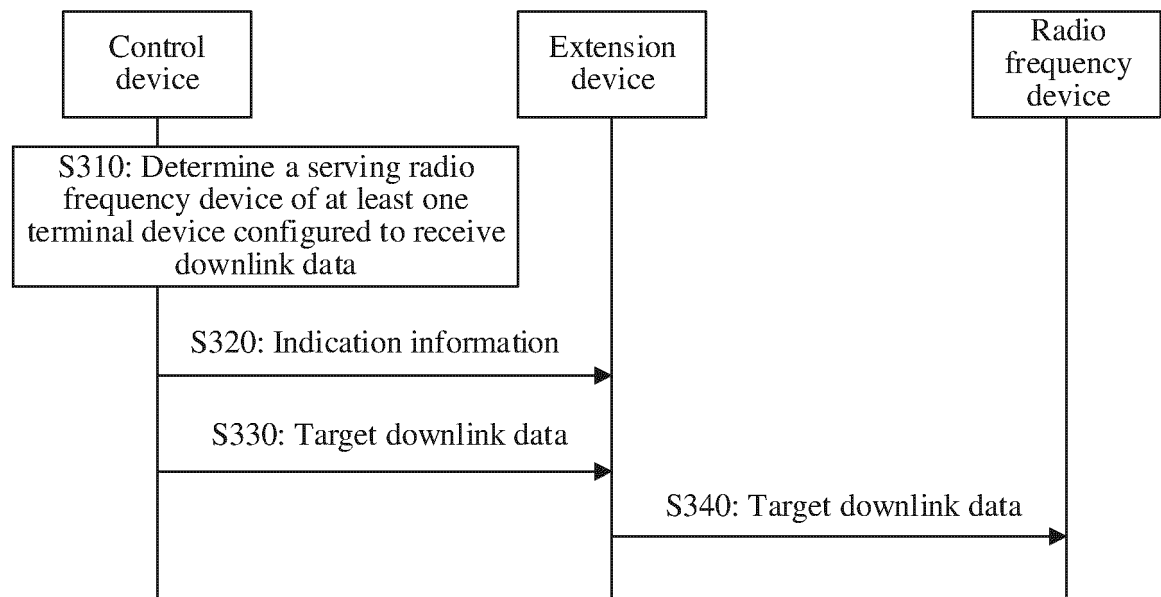 Control
device
Extension
device
Radio
frequency
device
S310: Determine a serving radio
frequency device of at least one
terminal device configured to receive
downlink data
S320: Indication information
S330: Target downlink data
S340: Target downlink data